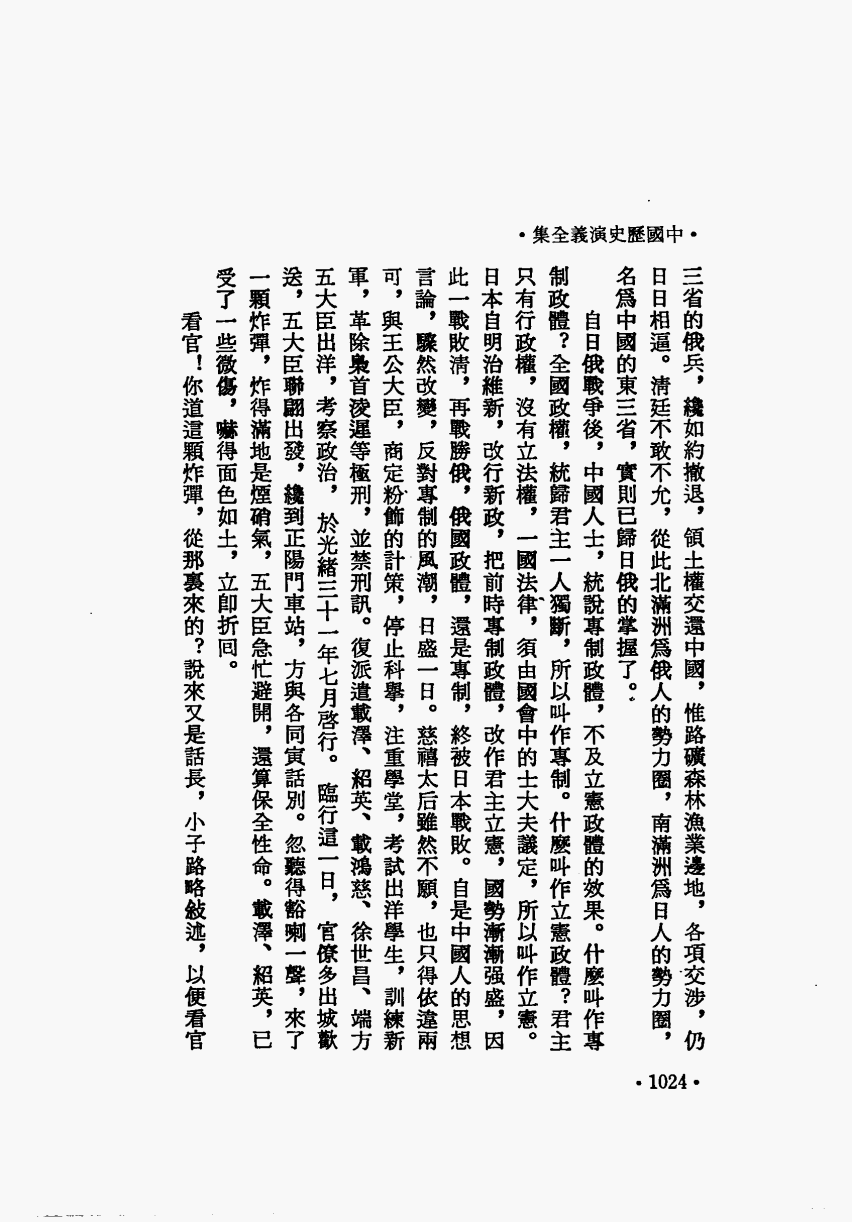 •中國歷史演義全集•
三省的俄兵，纔如約撤退，領土權交還中國，惟路礦森林漁業邊地，各項交涉，仍
日日相逼。清廷不敢不允，從此北滿洲爲俄人的勢力圈，南滿洲爲日人的勢力圈，
名爲中國的東三省，實則已歸日俄的掌握了。
自日俄戰爭後，中國人士，統說專制政體，不及立憲政體的效果。什麼叫作專
制政體？全國政權，統歸君主一人獨斷，所以叫作專制。什麼叫作立憲政體？君主
只有行政權，沒有立法權，一國法律，須由國會中的士大夫議定，所以叫作立憲。
日本自明治維新，改行新政，把前時專制政體，改作君主立憲，國勢漸漸强盛，因
此一戰敗清，再戰勝俄，俄國政體，還是專制，終被日本戰敗。自是中國人的思想
言論，驟然改變，反對專制的風潮，日盛一日。慈禧太后雖然不願，也只得依違兩
可，與王公大臣，商定粉飾的計策，停止科舉，注重學堂，考試出洋學生，訓練新
軍，革除梟首凌遲等極刑，並禁刑訊。復派遣載澤、紹英、載鴻慈、徐世昌、端方
五大臣出洋，考察政治，於光緒三十一年七月啓行。臨行這一日，官僚多出城歡
送，五大臣聯翩出發，纔到正陽門車站，方與各同寅話別。忽聽得豁喇一聲，來了
一顆炸彈，炸得滿地是煙硝氣，五大臣急忙避開，還算保全性命。載澤、紹英，已
受了一些微傷，嚇得面色如土，立卽折回。
看官！你道這顆炸彈，從那裏來的？說來又是話長，小子路略敍述，以便看官
•1024•